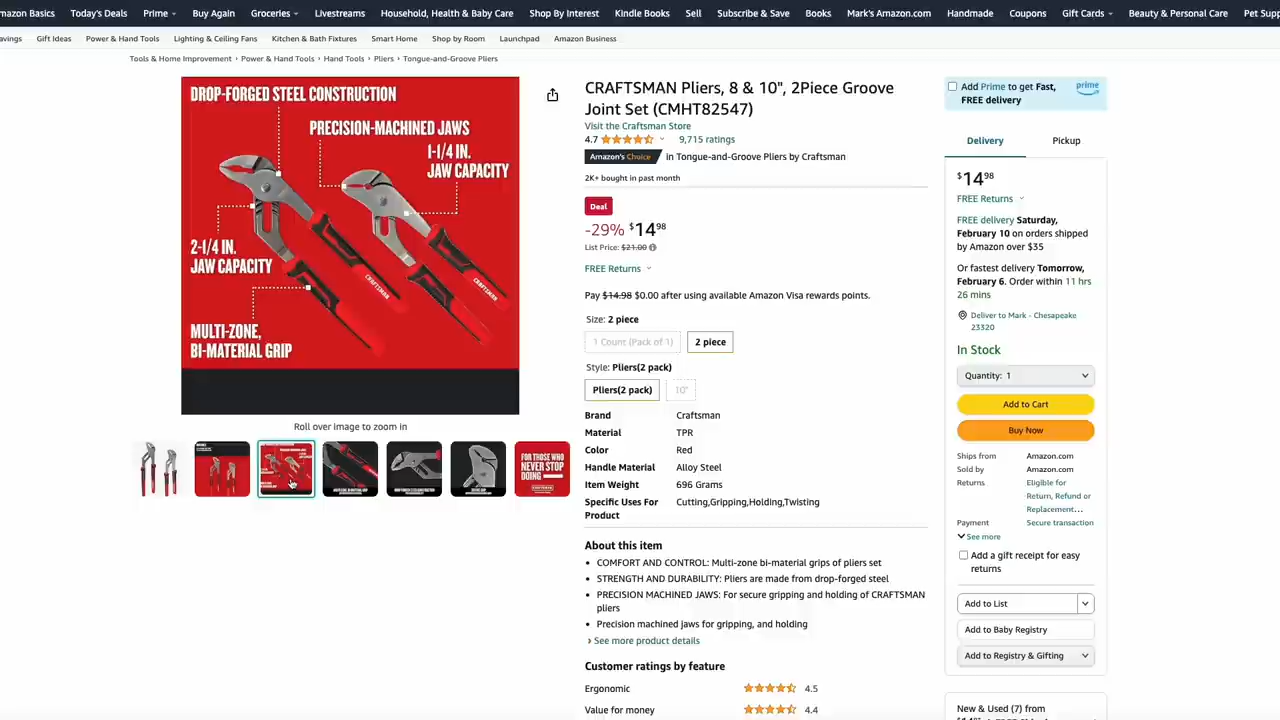 mazon Basics Today's Deals Prime Buy Again Groceries Livestreams Household, Health & Baby Care Shop By Interest Kindle Books Sell Subscribe & Save Books Mark's Amazon.com Handmade Coupons Gift Cards Beauty & Personal Care Pet Supp
avings Gift Ideas Power & Hand Tools Lighting & Ceiling Fans Kitchen & Bath Fixtures Smart Home Shop by Room Launchpad Amazon Business
Tools & Home Improvement › Power & Hand Tools › Hand Tools › Pliers › Tongue-and-Groove Pliers
DROP-FORGED STEEL CONSTRUCTION
PRECISION-MACHINED JAWS
1-1/4 IN.
JAW CAPACITY
2-1/4 IN.
JAW CAPACITY
CRAFTSMAN
CRAFTSMAN
MULTI-ZONE,
BI-MATERIAL GRIP
Roll over image to zoom in
FOR THOSE WHO
NEVER STOP
DOING
CRAFTSMAN Pliers, 8 & 10", 2Piece Groove
Joint Set (CMHT82547)
Visit the Craftsman Store
4.7 9,715 ratings
Amazon's Choice in Tongue-and-Groove Pliers by Craftsman
2K+ bought in past month
Deal
-29% $14 98
List Price: $21.00
FREE Returns
Pay $14.98 $0.00 after using available Amazon Visa rewards points.
Size: 2 piece
1 Count (Pack of 1) 2 piece
Style: Pliers(2 pack)
Pliers(2 pack) 10"
Brand Craftsman
Material TPR
Color Red
Handle Material Alloy Steel
Item Weight 696 Grams
Specific Uses For Cutting,Gripping,Holding,Twisting
Product
About this item
• COMFORT AND CONTROL: Multi-zone bi-material grips of pliers set
• STRENGTH AND DURABILITY: Pliers are made from drop-forged steel
• PRECISION MACHINED JAWS: For secure gripping and holding of CRAFTSMAN
pliers
• Precision machined jaws for gripping, and holding
› See more product details
Customer ratings by feature
Ergonomic 4.5
Value for money 4.4
Add Prime to get Fast,
FREE delivery
prime
Delivery Pickup
$14 98
FREE Returns
FREE delivery Saturday,
February 10 on orders shipped
by Amazon over $35
Or fastest delivery Tomorrow,
February 6. Order within 11 hrs
26 mins
Deliver to Mark - Chesapeake
23320
In Stock
Quantity: 1
Add to Cart
Buy Now
Ships from Amazon.com
Sold by Amazon.com
Returns Eligible for
Return, Refund or
Replacement...
Payment Secure transaction
See more
Add a gift receipt for easy
returns
Add to List
Add to Baby Registry
Add to Registry & Gifting
New & Used (7) from